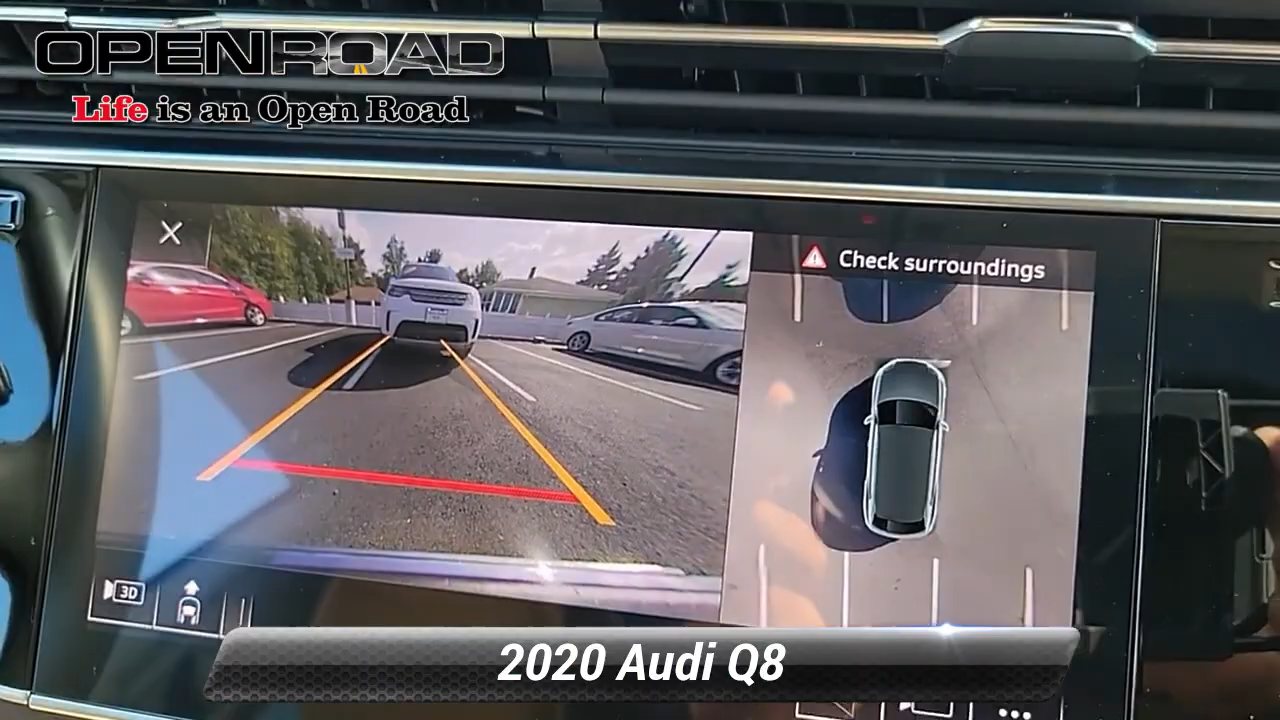 OPENROAD
Life is an Open Road
Check surroundings
3D
2020 Audi Q8